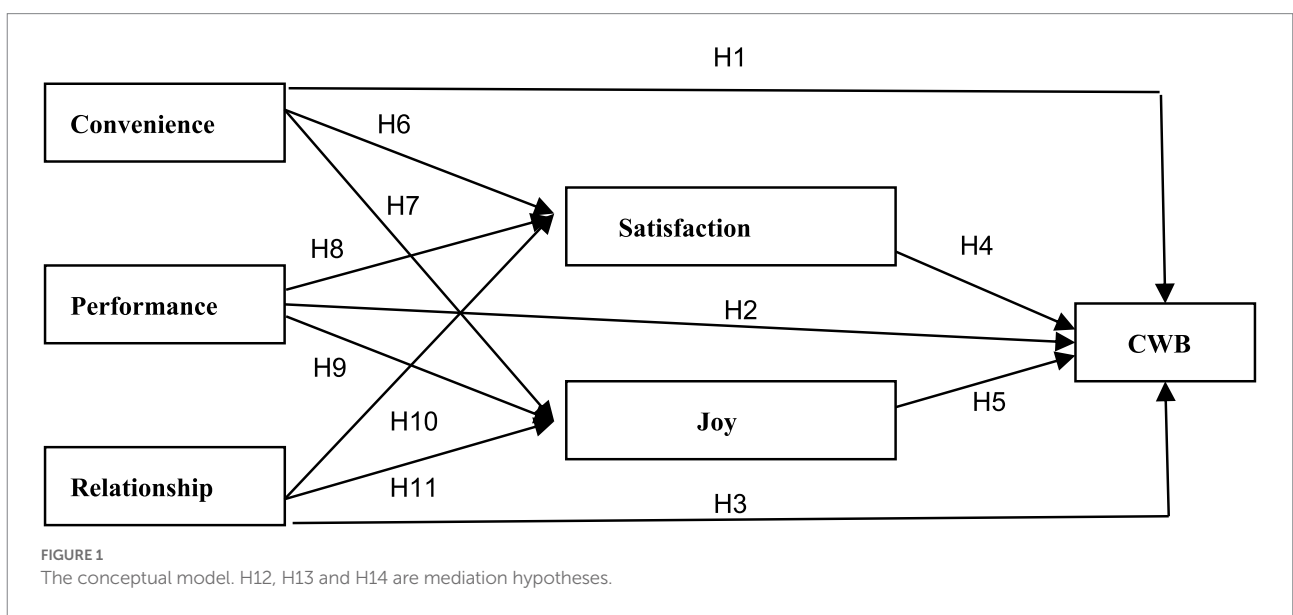 H1
Convenience
H6
H7
Satisfaction
H4
H8
Performance
H2
CWB
H9
Joy
H5
H10
Relationship
H11
H3
FIGURE 1
The conceptual model. H12, H13 and H14 are mediation hypotheses.